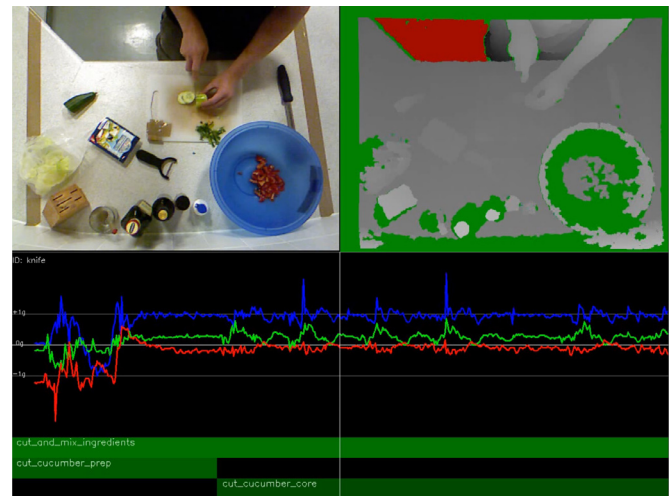 ID: knife
+1g
0g
-1g
cut_and_mix_ingredients
cut_cucumber_prep
cut_cucumber_core